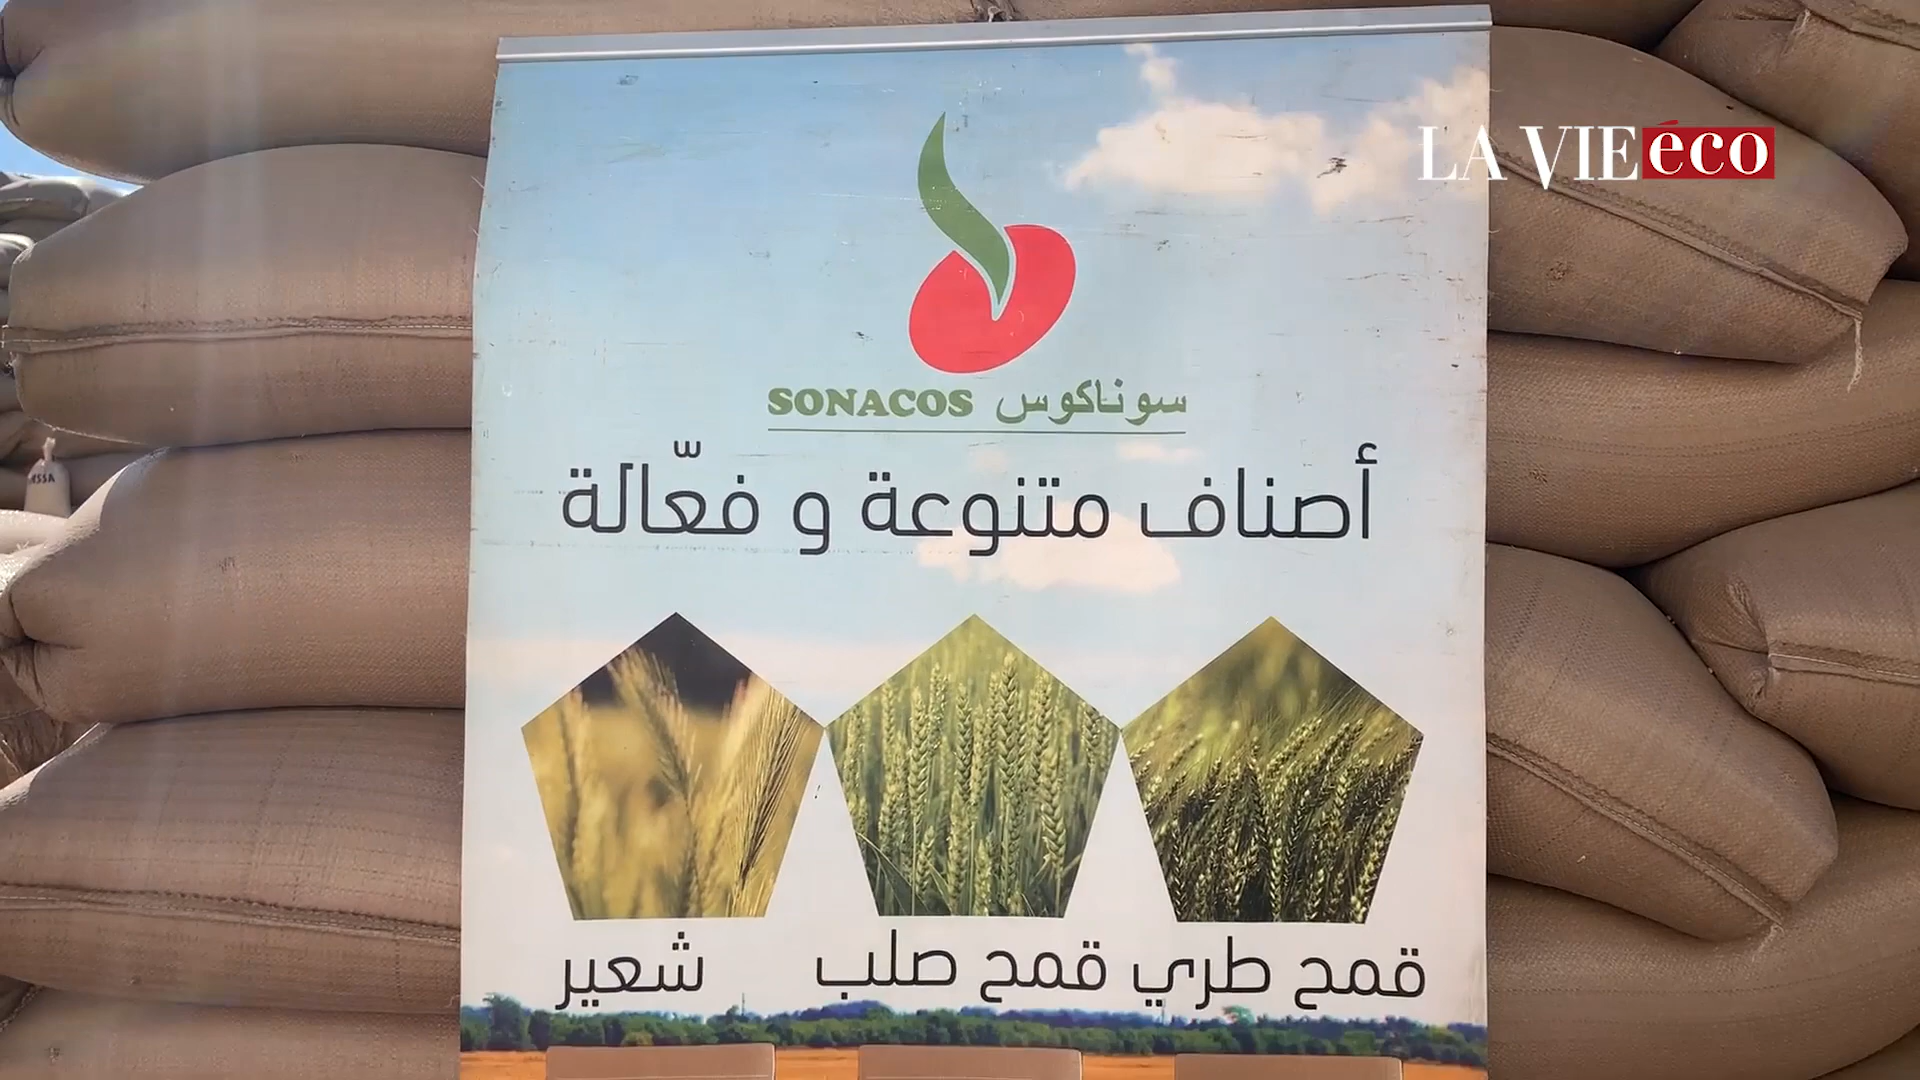 LA VIE éco
SONACOS سوناكوس
أصناف متنوعة و فعّالة
قمح طري قمح صلب شعير